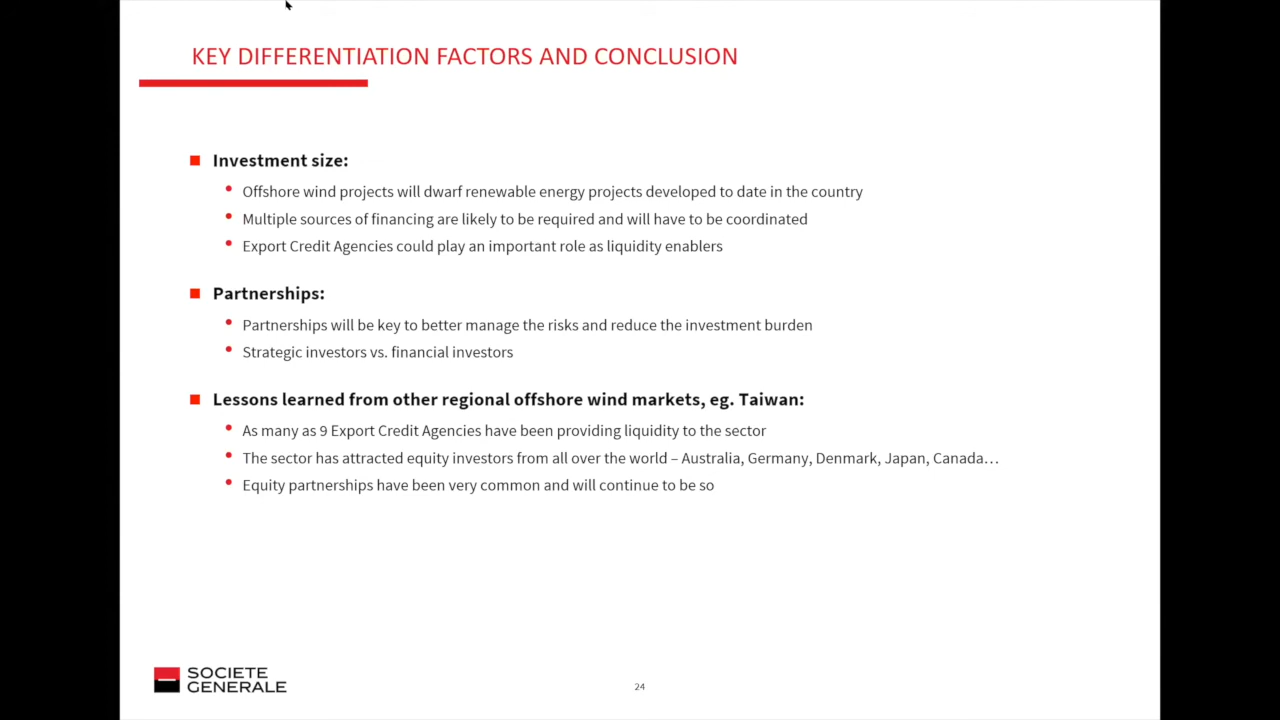 KEY DIFFERENTIATION FACTORS AND CONCLUSION
Investment size:
Offshore wind projects will dwarf renewable energy projects developed to date in the country
Multiple sources of financing are likely to be required and will have to be coordinated
Export Credit Agencies could play an important role as liquidity enablers
Partnerships:
Partnerships will be key to better manage the risks and reduce the investment burden
Strategic investors vs. financial investors
Lessons learned from other regional offshore wind markets, eg. Taiwan:
As many as 9 Export Credit Agencies have been providing liquidity to the sector
The sector has attracted equity investors from all over the world – Australia, Germany, Denmark, Japan, Canada…
Equity partnerships have been very common and will continue to be so
SOCIETE
GENERALE
24